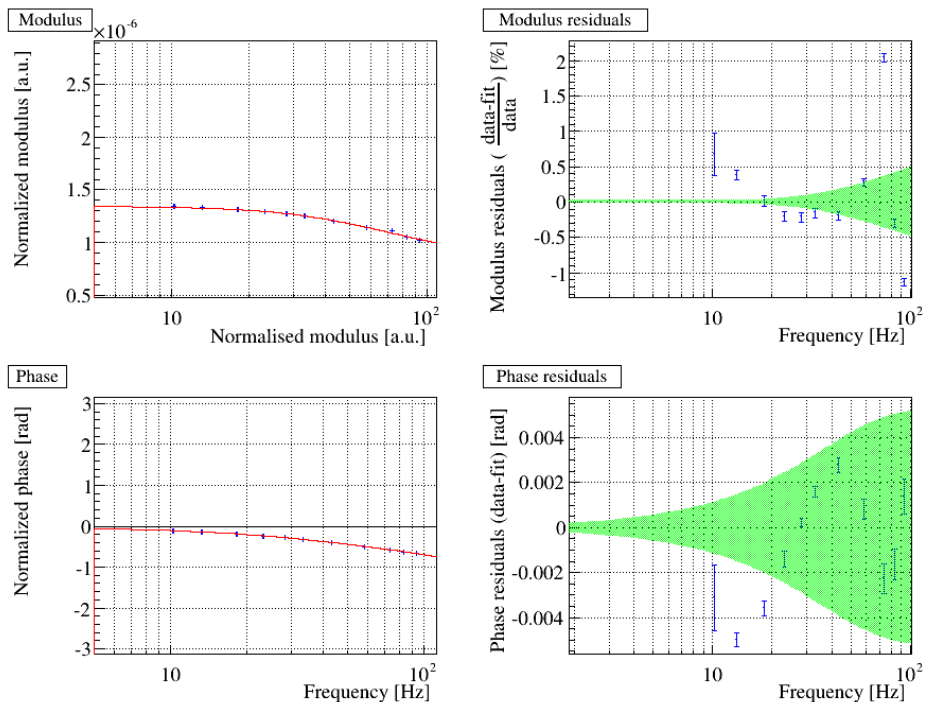 Modulus
×10⁻⁶
Normalized modulus [a.u.]
2.5
2
1.5
1
0.5
10
10²
Normalised modulus [a.u.]
Modulus residuals
Modulus residuals ( data-fit / data ) [%]
2
1.5
1
0.5
0
-0.5
-1
10
10²
Frequency [Hz]
Phase
Normalized phase [rad]
3
2
1
0
-1
-2
-3
10
10²
Frequency [Hz]
Phase residuals
Phase residuals (data-fit) [rad]
0.004
0.002
0
-0.002
-0.004
10
10²
Frequency [Hz]